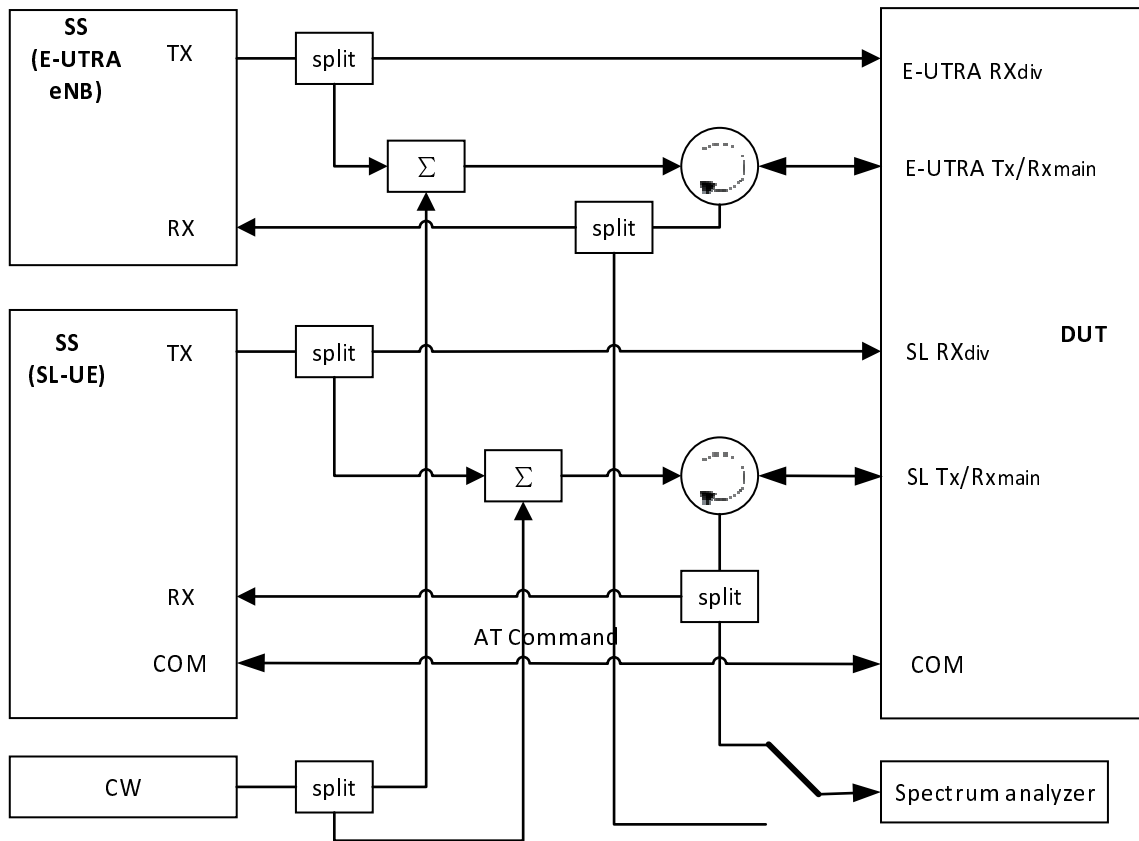 SS
(E-UTRA
eNB)
TX
split
E-UTRA RXdiv
Σ
E-UTRA Tx/Rxmain
RX
split
SS
(SL-UE)
TX
split
SL RXdiv
DUT
Σ
SL Tx/Rxmain
RX
split
AT Command
COM
COM
CW
split
Spectrum analyzer